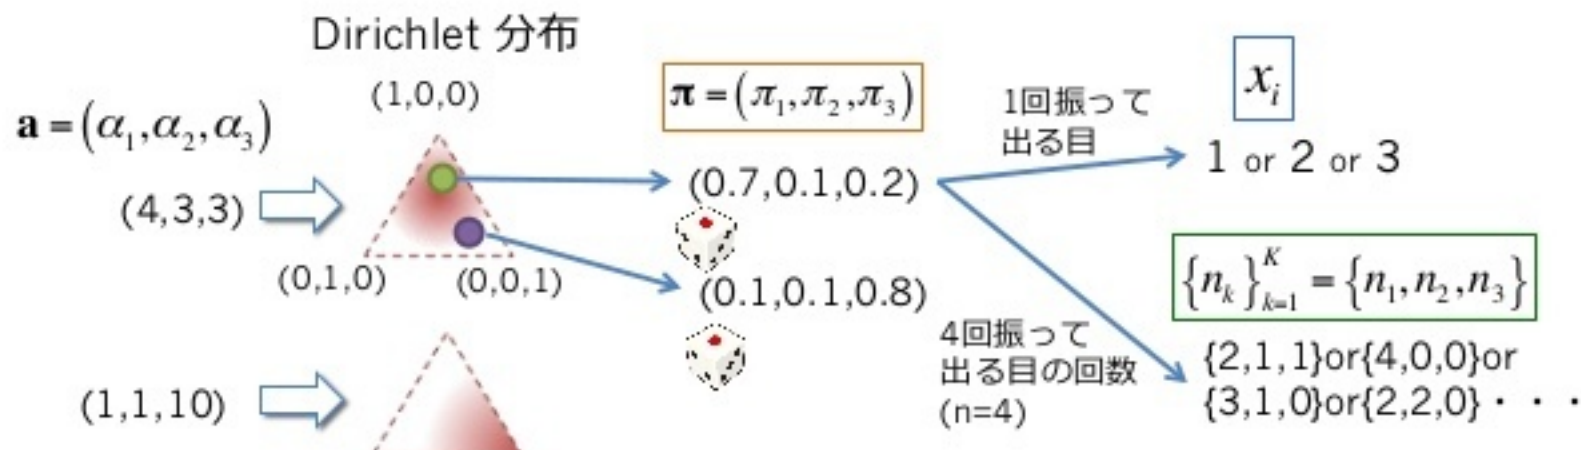 Dirichlet 分布
a = (α1, α2, α3)
(1,0,0)
π = (π1, π2, π3)
1回振って
出る目
xi
1 or 2 or 3
(4,3,3)
(0.7,0.1,0.2)
(0,1,0)
(0,0,1)
(0.1,0.1,0.8)
{nk}K k=1 = {n1, n2, n3}
4回振って
出る目の回数
(n=4)
{2,1,1}or{4,0,0}or
{3,1,0}or{2,2,0}・・・
(1,1,10)